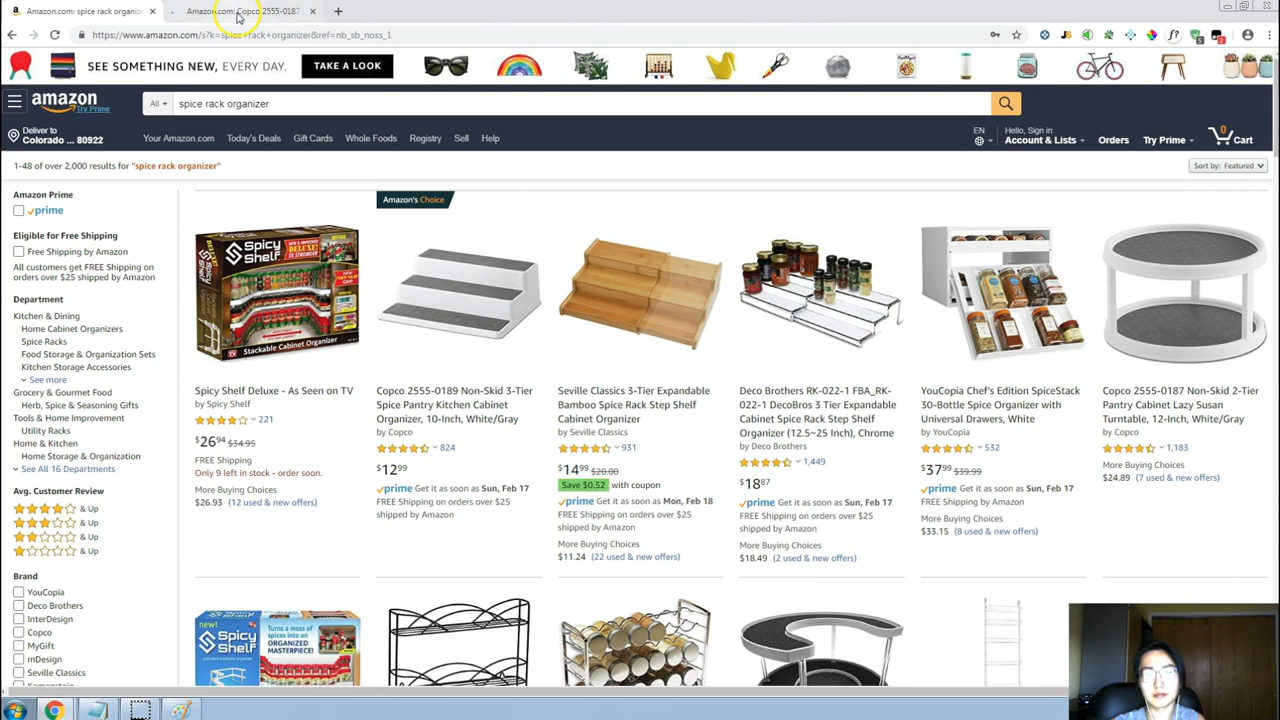 Amazon.com: spice rack organiz
Amazon.com: Copco 2555-0187
https://www.amazon.com/s?k=spice+rack+organizer&ref=nb_sb_noss_1
SEE SOMETHING NEW, EVERY DAY.
TAKE A LOOK
amazon
Try Prime
All
spice rack organizer
Deliver to
Colorado ... 80922
Your Amazon.com
Today's Deals
Gift Cards
Whole Foods
Registry
Sell
Help
EN
Hello, Sign in
Account & Lists
Orders
Try Prime
0
Cart
1-48 of over 2,000 results for "spice rack organizer"
Sort by: Featured
Amazon Prime
prime
Eligible for Free Shipping
Free Shipping by Amazon
All customers get FREE Shipping on
orders over $25 shipped by Amazon
Department
Kitchen & Dining
Home Cabinet Organizers
Spice Racks
Food Storage & Organization Sets
Kitchen Storage Accessories
See more
Grocery & Gourmet Food
Herb, Spice & Seasoning Gifts
Tools & Home Improvement
Utility Racks
Home & Kitchen
Home Storage & Organization
See All 16 Departments
Avg. Customer Review
& Up
& Up
& Up
& Up
Brand
YouCopia
Deco Brothers
InterDesign
Copco
MyGift
mDesign
Seville Classics
Spicy Shelf
DELUXE
Stackable Cabinet Organizer
Spicy Shelf Deluxe - As Seen on TV
by Spicy Shelf
221
$26.94 $34.95
FREE Shipping
Only 9 left in stock - order soon.
More Buying Choices
$26.93 (12 used & new offers)
Amazon's Choice
Copco 2555-0189 Non-Skid 3-Tier
Spice Pantry Kitchen Cabinet
Organizer, 10-Inch, White/Gray
by Copco
824
$12.99
prime Get it as soon as Sun, Feb 17
FREE Shipping on orders over $25
shipped by Amazon
Seville Classics 3-Tier Expandable
Bamboo Spice Rack Step Shelf
Cabinet Organizer
by Seville Classics
931
$14.99 $20.00
Save $0.52 with coupon
prime Get it as soon as Mon, Feb 18
FREE Shipping on orders over $25
shipped by Amazon
More Buying Choices
$11.24 (22 used & new offers)
Deco Brothers RK-022-1 FBA_RK-
022-1 DecoBros 3 Tier Expandable
Cabinet Spice Rack Step Shelf
Organizer (12.5~25 Inch), Chrome
by Deco Brothers
1,449
$18.87
prime Get it as soon as Sun, Feb 17
FREE Shipping on orders over $25
shipped by Amazon
More Buying Choices
$18.49 (2 used & new offers)
YouCopia Chef's Edition SpiceStack
30-Bottle Spice Organizer with
Universal Drawers, White
by YouCopia
532
$37.99 $39.99
prime Get it as soon as Sun, Feb 17
FREE Shipping by Amazon
More Buying Choices
$33.15 (8 used & new offers)
Copco 2555-0187 Non-Skid 2-Tier
Pantry Cabinet Lazy Susan
Turntable, 12-Inch, White/Gray
by Copco
1,183
More Buying Choices
$24.89 (7 used & new offers)
new!
Spicy Shelf
Turns a mess of
spices into an
ORGANIZED
MASTERPIECE!